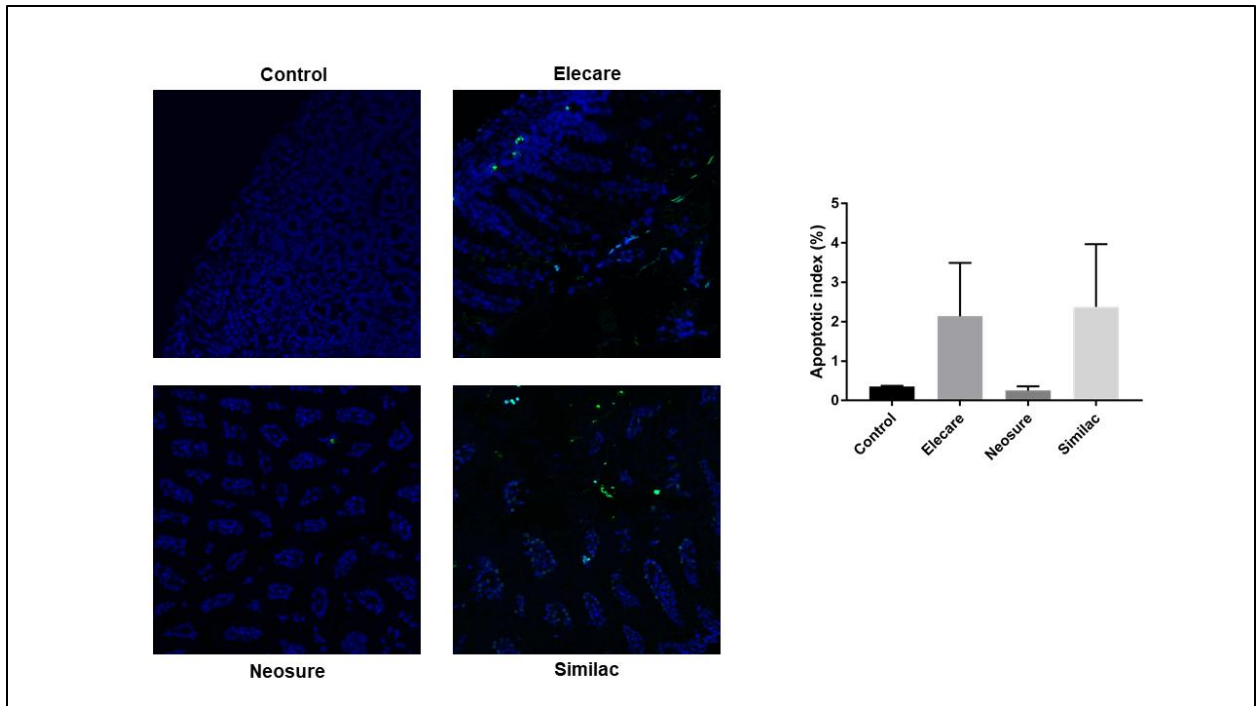 Control
Elecare
Neosure
Similac
Apoptotic index (%)
5
4
3
2
1
0
Control
Elecare
Neosure
Similac